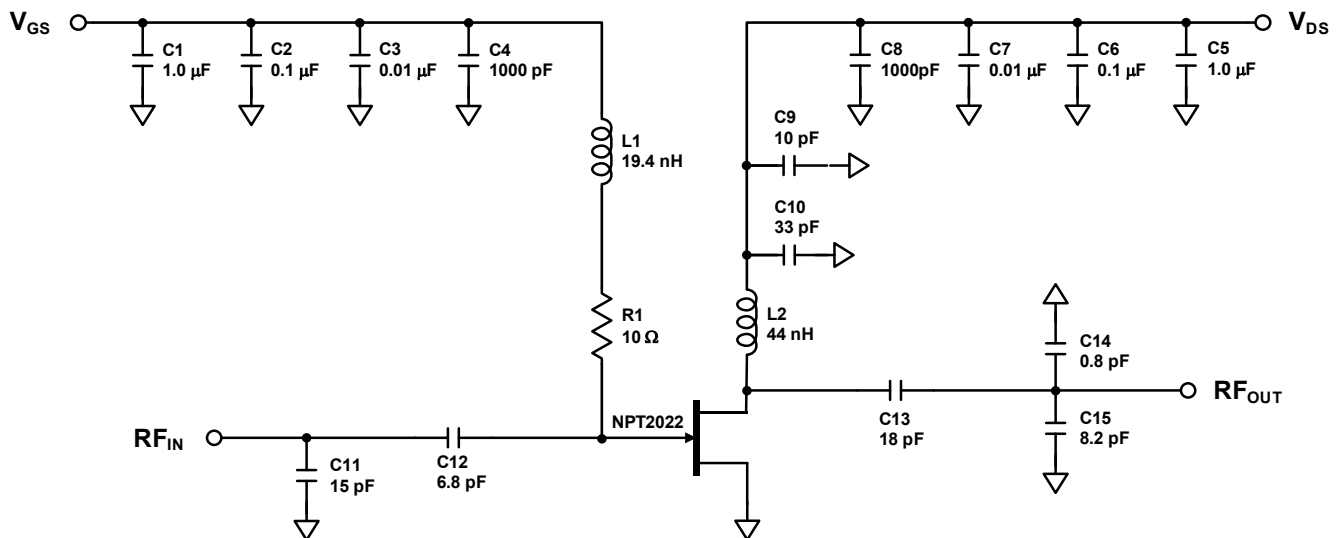 VGS
C1
1.0 μF
C2
0.1 μF
C3
0.01 μF
C4
1000 pF
C8
1000pF
C7
0.01 μF
C6
0.1 μF
C5
1.0 μF
VDS
L1
19.4 nH
C9
10 pF
C10
33 pF
R1
10 Ω
L2
44 nH
C14
0.8 pF
RFIN
C11
15 pF
C12
6.8 pF
NPT2022
C13
18 pF
C15
8.2 pF
RFOUT